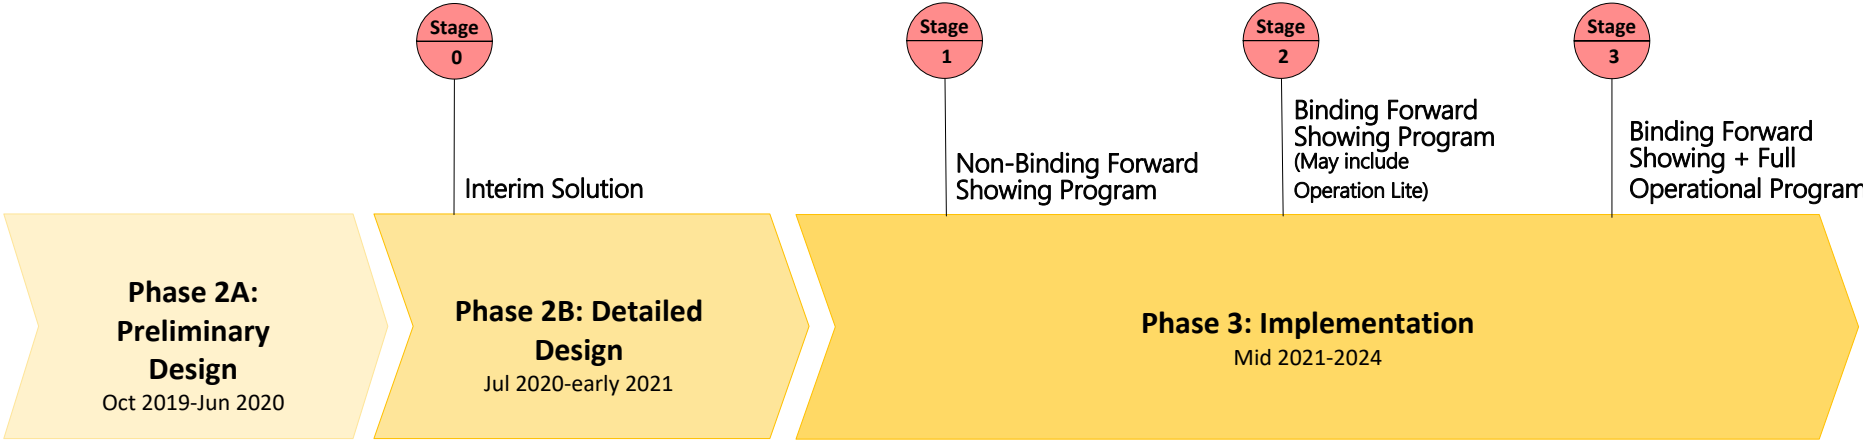 Stage
0
Stage
1
Stage
2
Stage
3
Interim Solution
Non-Binding Forward
Showing Program
Binding Forward
Showing Program
(May include
Operation Lite)
Binding Forward
Showing + Full
Operational Program
Phase 2A:
Preliminary
Design
Oct 2019-Jun 2020
Phase 2B: Detailed
Design
Jul 2020-early 2021
Phase 3: Implementation
Mid 2021-2024